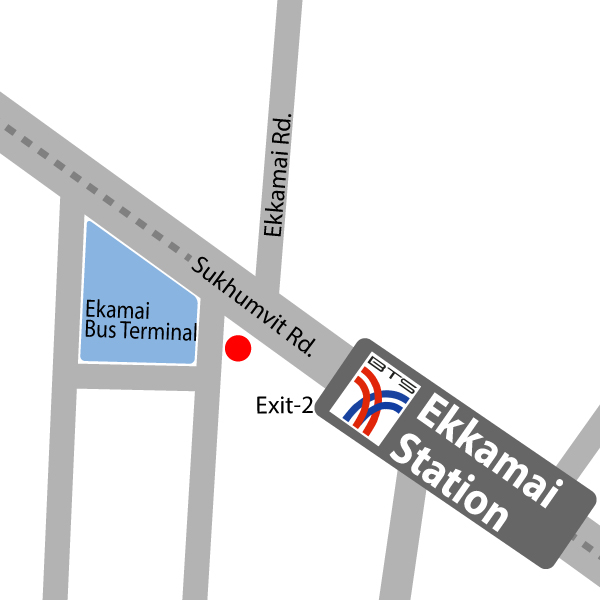 Ekkamai Rd.
Sukhumvit Rd.
Ekamai
Bus Terminal
Exit-2
BTS
Ekkamai
Station